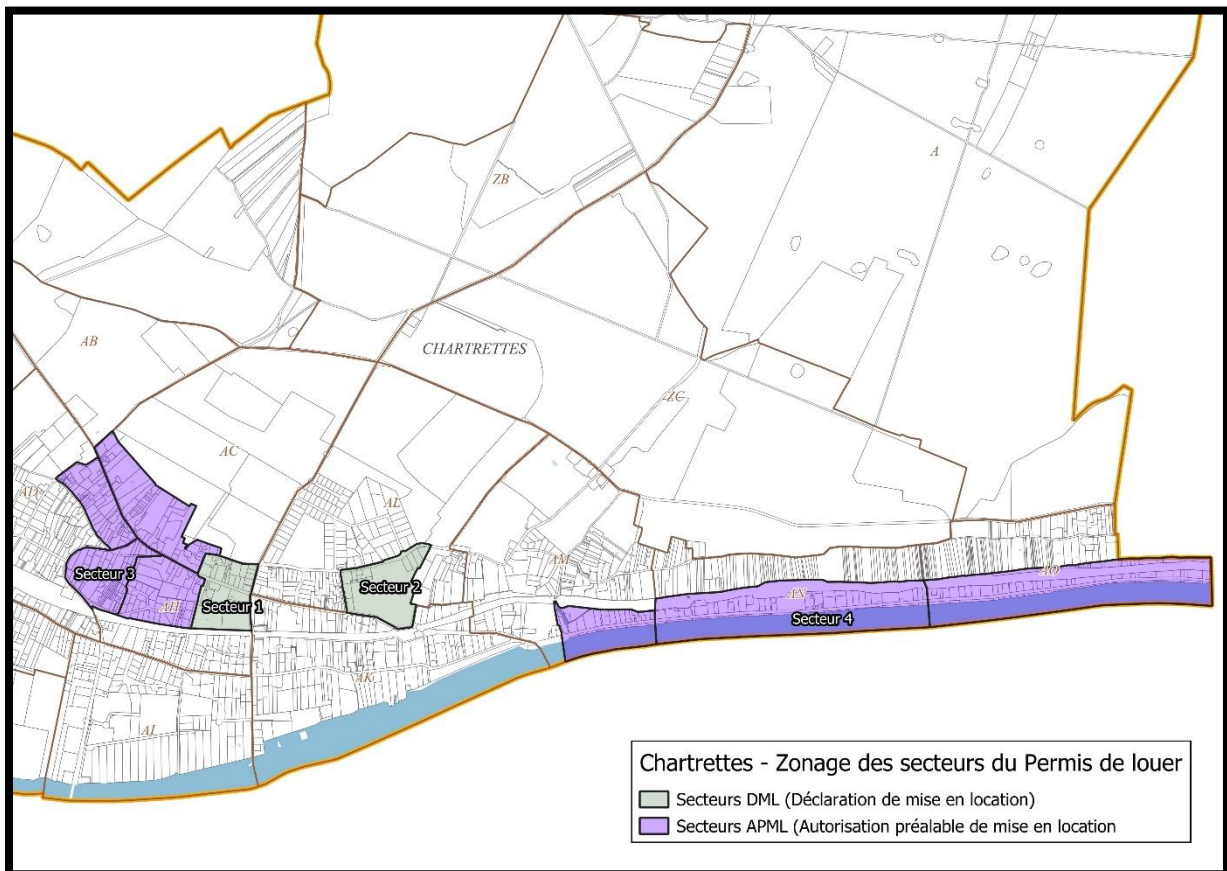 A
ZB
AB
CHARTRETTES
ZC
AC
AD
AL
AM
Secteur 3
Secteur 2
AO
AH
Secteur 1
AN
Secteur 4
AK
AI
Chartrettes - Zonage des secteurs du Permis de louer
Secteurs DML (Déclaration de mise en location)
Secteurs APML (Autorisation préalable de mise en location